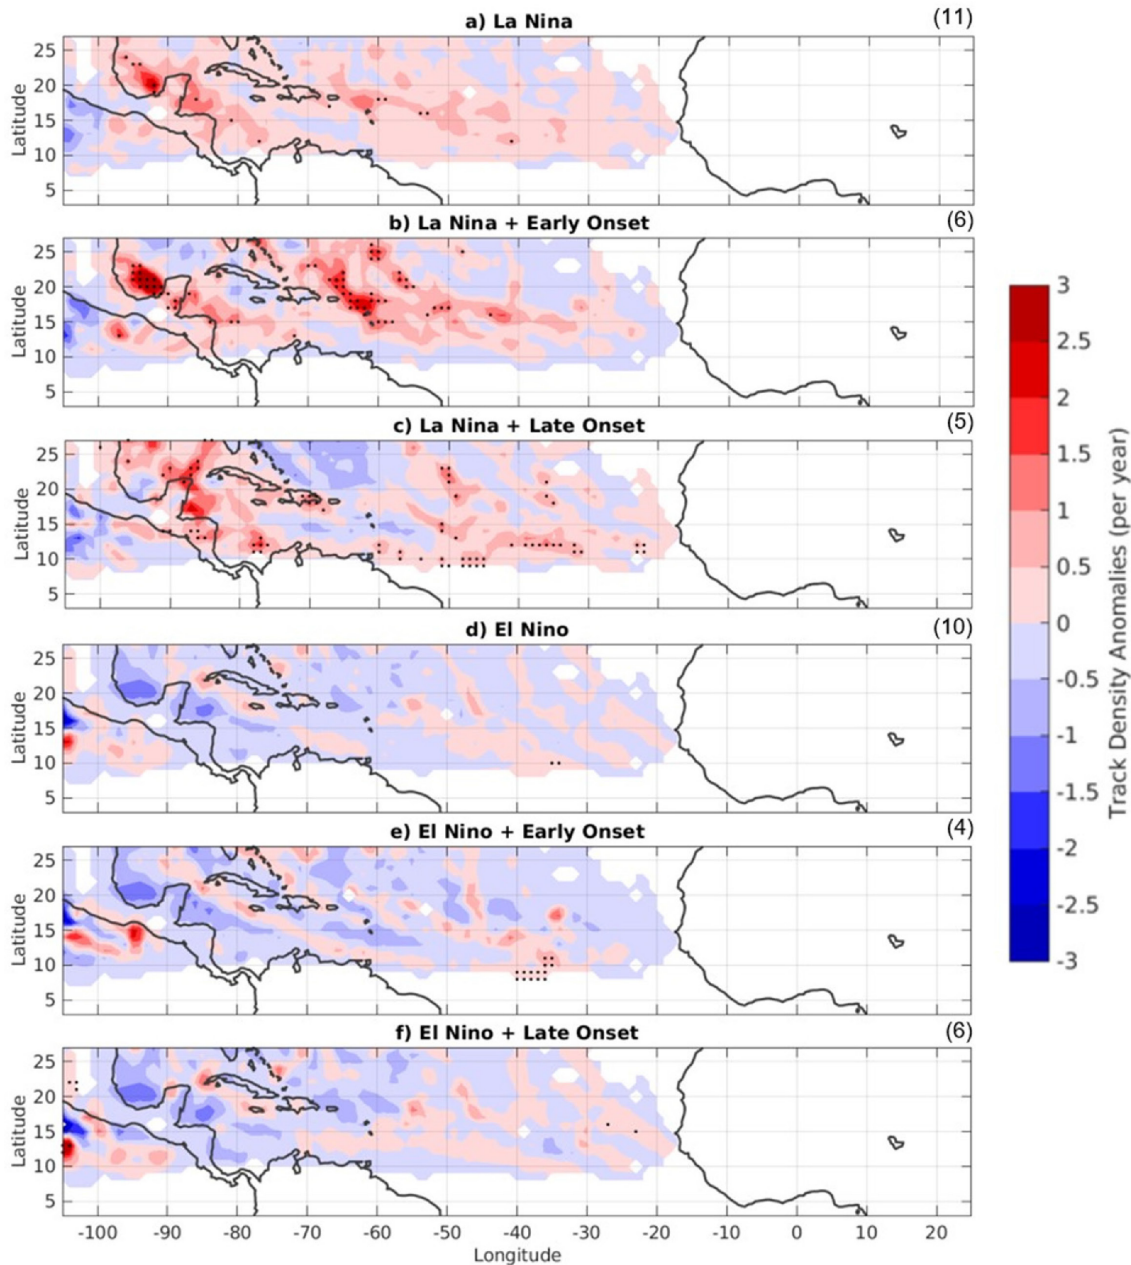 a) La Nina (11)
25
20
15
10
5
Latitude
b) La Nina + Early Onset (6)
25
20
15
10
5
Latitude
c) La Nina + Late Onset (5)
25
20
15
10
5
Latitude
d) El Nino (10)
25
20
15
10
5
Latitude
e) El Nino + Early Onset (4)
25
20
15
10
5
Latitude
f) El Nino + Late Onset (6)
25
20
15
10
5
Latitude
-100 -90 -80 -70 -60 -50 -40 -30 -20 -10 0 10 20
Longitude
3
2.5
2
1.5
1
0.5
0
-0.5
-1
-1.5
-2
-2.5
-3
Track Density Anomalies (per year)